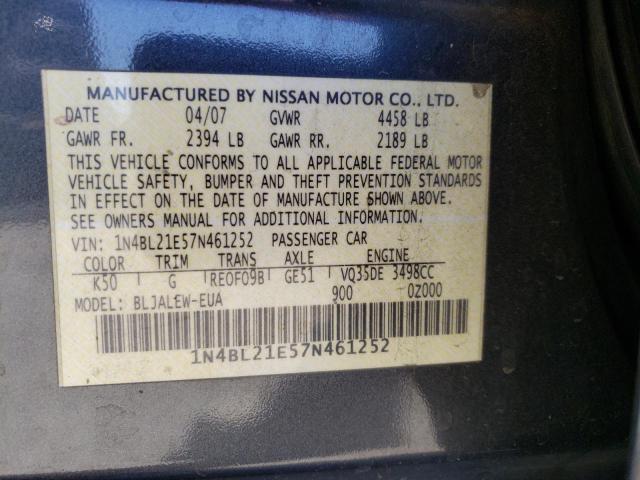 MANUFACTURED BY NISSAN MOTOR CO., LTD.
DATE 04/07 GVWR 4458 LB
GAWR FR. 2394 LB GAWR RR. 2189 LB
THIS VEHICLE CONFORMS TO ALL APPLICABLE FEDERAL MOTOR
VEHICLE SAFETY, BUMPER AND THEFT PREVENTION STANDARDS
IN EFFECT ON THE DATE OF MANUFACTURE SHOWN ABOVE.
SEE OWNERS MANUAL FOR ADDITIONAL INFORMATION.
VIN: 1N4BL21E57N461252 PASSENGER CAR
COLOR TRIM TRANS AXLE ENGINE
K50 G RE0F09B GE51 VQ35DE 3498CC
MODEL: BLJALEW-EUA 900 0Z000
1N4BL21E57N461252